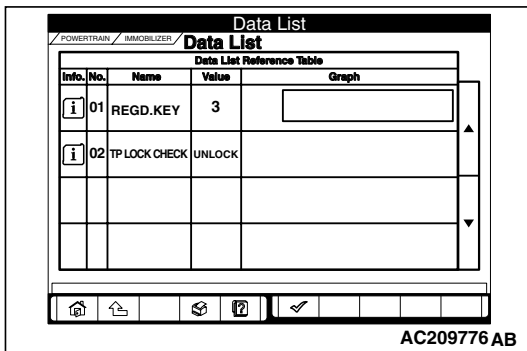 Data List
POWERTRAIN IMMOBILIZER Data List
Data List Reference Table
Info. No. Name Value Graph
i 01 REGD.KEY 3
i 02 TP LOCK CHECK UNLOCK
AC209776 AB